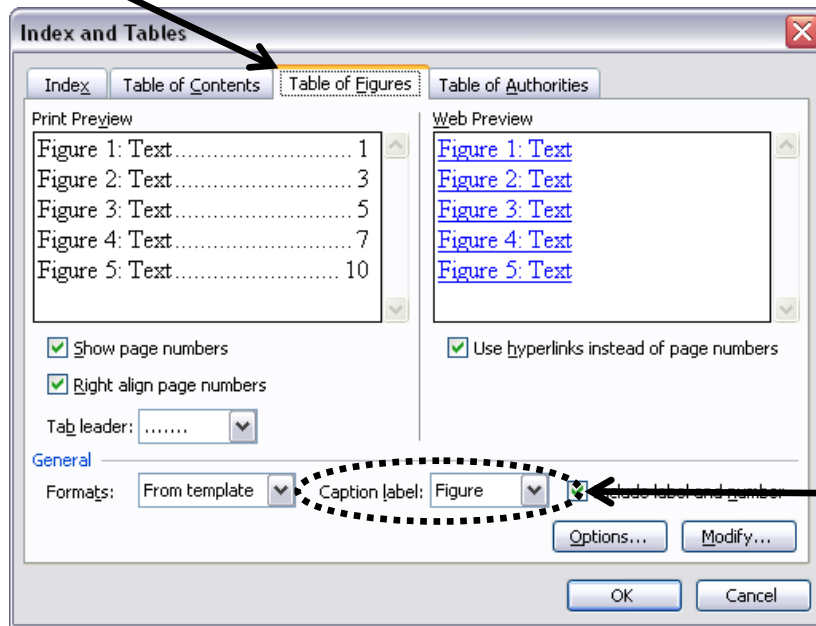 Index and Tables
Index
Table of Contents
Table of Figures
Table of Authorities
Print Preview
Figure 1: Text............................ 1
Figure 2: Text............................ 3
Figure 3: Text............................ 5
Figure 4: Text............................ 7
Figure 5: Text.......................... 10
Web Preview
Figure 1: Text
Figure 2: Text
Figure 3: Text
Figure 4: Text
Figure 5: Text
Show page numbers
Right align page numbers
Use hyperlinks instead of page numbers
Tab leader: .......
General
Formats: From template Caption label: Figure Include label and number
Options... Modify...
OK Cancel